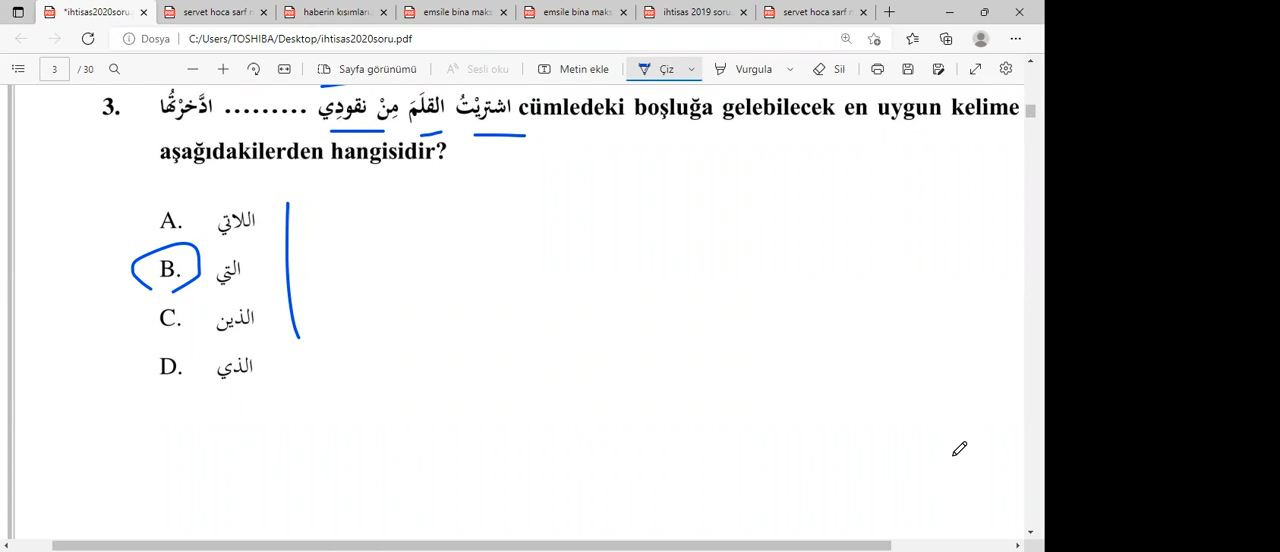 *ihtisas2020soru.
servet hoca sarf n
haberin kısımları.
emsile bina maks
emsile bina maks
ihtisas 2019 soru.
servet hoca sarf n
Dosya C:/Users/TOSHIBA/Desktop/ihtisas2020soru.pdf
3 / 30 Sayfa görünümü Sesli oku Metin ekle Çiz Vurgula Sil
3. اشتريْتُ القلَمَ مِنْ نقودِي ......... ادَّخرْتُها cümledeki boşluğa gelebilecek en uygun kelime
aşağıdakilerden hangisidir?
A. اللاتي
B. التي
C. الذين
D. الذي